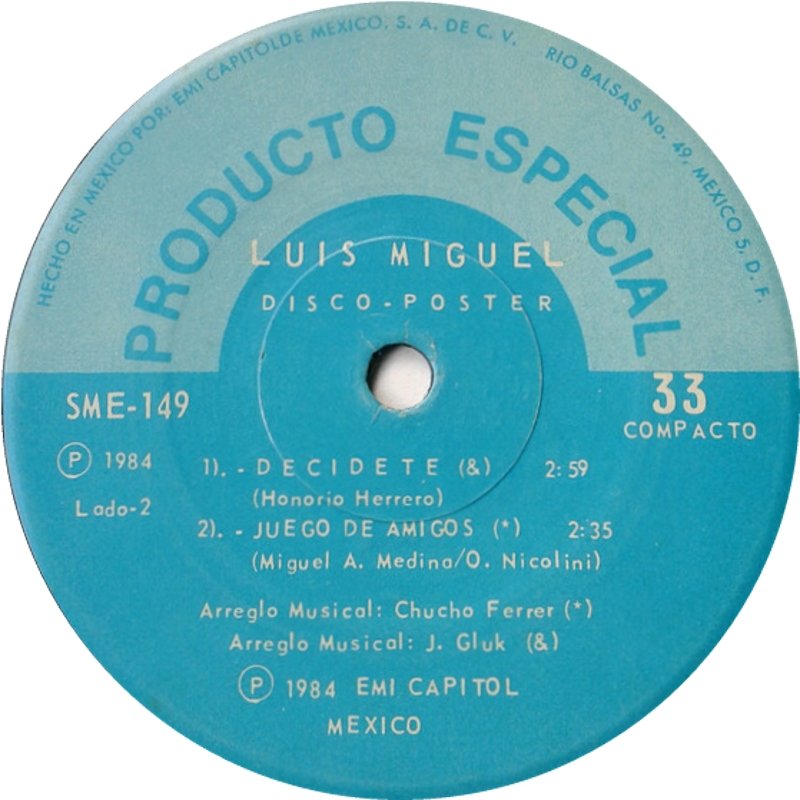 HECHO EN MEXICO POR: EMI CAPITOLDE MEXICO, S. A. DE C. V.
RIO BALSAS No. 49, MEXICO 5, D. F.
PRODUCTO ESPECIAL
LUIS MIGUEL
DISCO-POSTER
SME-149
33
COMPACTO
Ⓟ 1984
Lado-2
1). - DECIDETE (&) 2:59
(Honorio Herrero)
2). - JUEGO DE AMIGOS (*) 2:35
(Miguel A. Medina/O. Nicolini)
Arreglo Musical: Chucho Ferrer (*)
Arreglo Musical: J. Gluk (&)
Ⓟ 1984 EMI CAPITOL
MEXICO